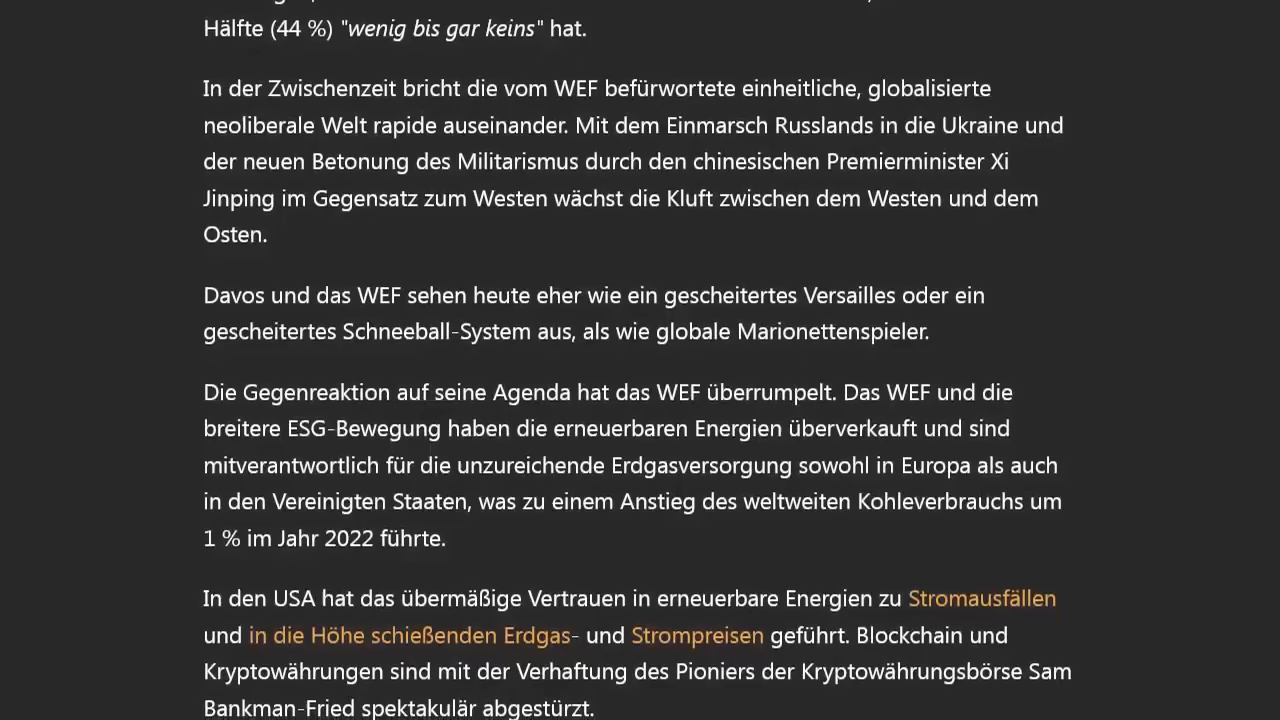 Hälfte (44 %) "wenig bis gar keins" hat.
In der Zwischenzeit bricht die vom WEF befürwortete einheitliche, globalisierte
neoliberale Welt rapide auseinander. Mit dem Einmarsch Russlands in die Ukraine und
der neuen Betonung des Militarismus durch den chinesischen Premierminister Xi
Jinping im Gegensatz zum Westen wächst die Kluft zwischen dem Westen und dem
Osten.
Davos und das WEF sehen heute eher wie ein gescheitertes Versailles oder ein
gescheitertes Schneeball-System aus, als wie globale Marionettenspieler.
Die Gegenreaktion auf seine Agenda hat das WEF überrumpelt. Das WEF und die
breitere ESG-Bewegung haben die erneuerbaren Energien überverkauft und sind
mitverantwortlich für die unzureichende Erdgasversorgung sowohl in Europa als auch
in den Vereinigten Staaten, was zu einem Anstieg des weltweiten Kohleverbrauchs um
1 % im Jahr 2022 führte.
In den USA hat das übermäßige Vertrauen in erneuerbare Energien zu Stromausfällen
und in die Höhe schießenden Erdgas- und Strompreisen geführt. Blockchain und
Kryptowährungen sind mit der Verhaftung des Pioniers der Kryptowährungsbörse Sam
Bankman-Fried spektakulär abgestürzt.